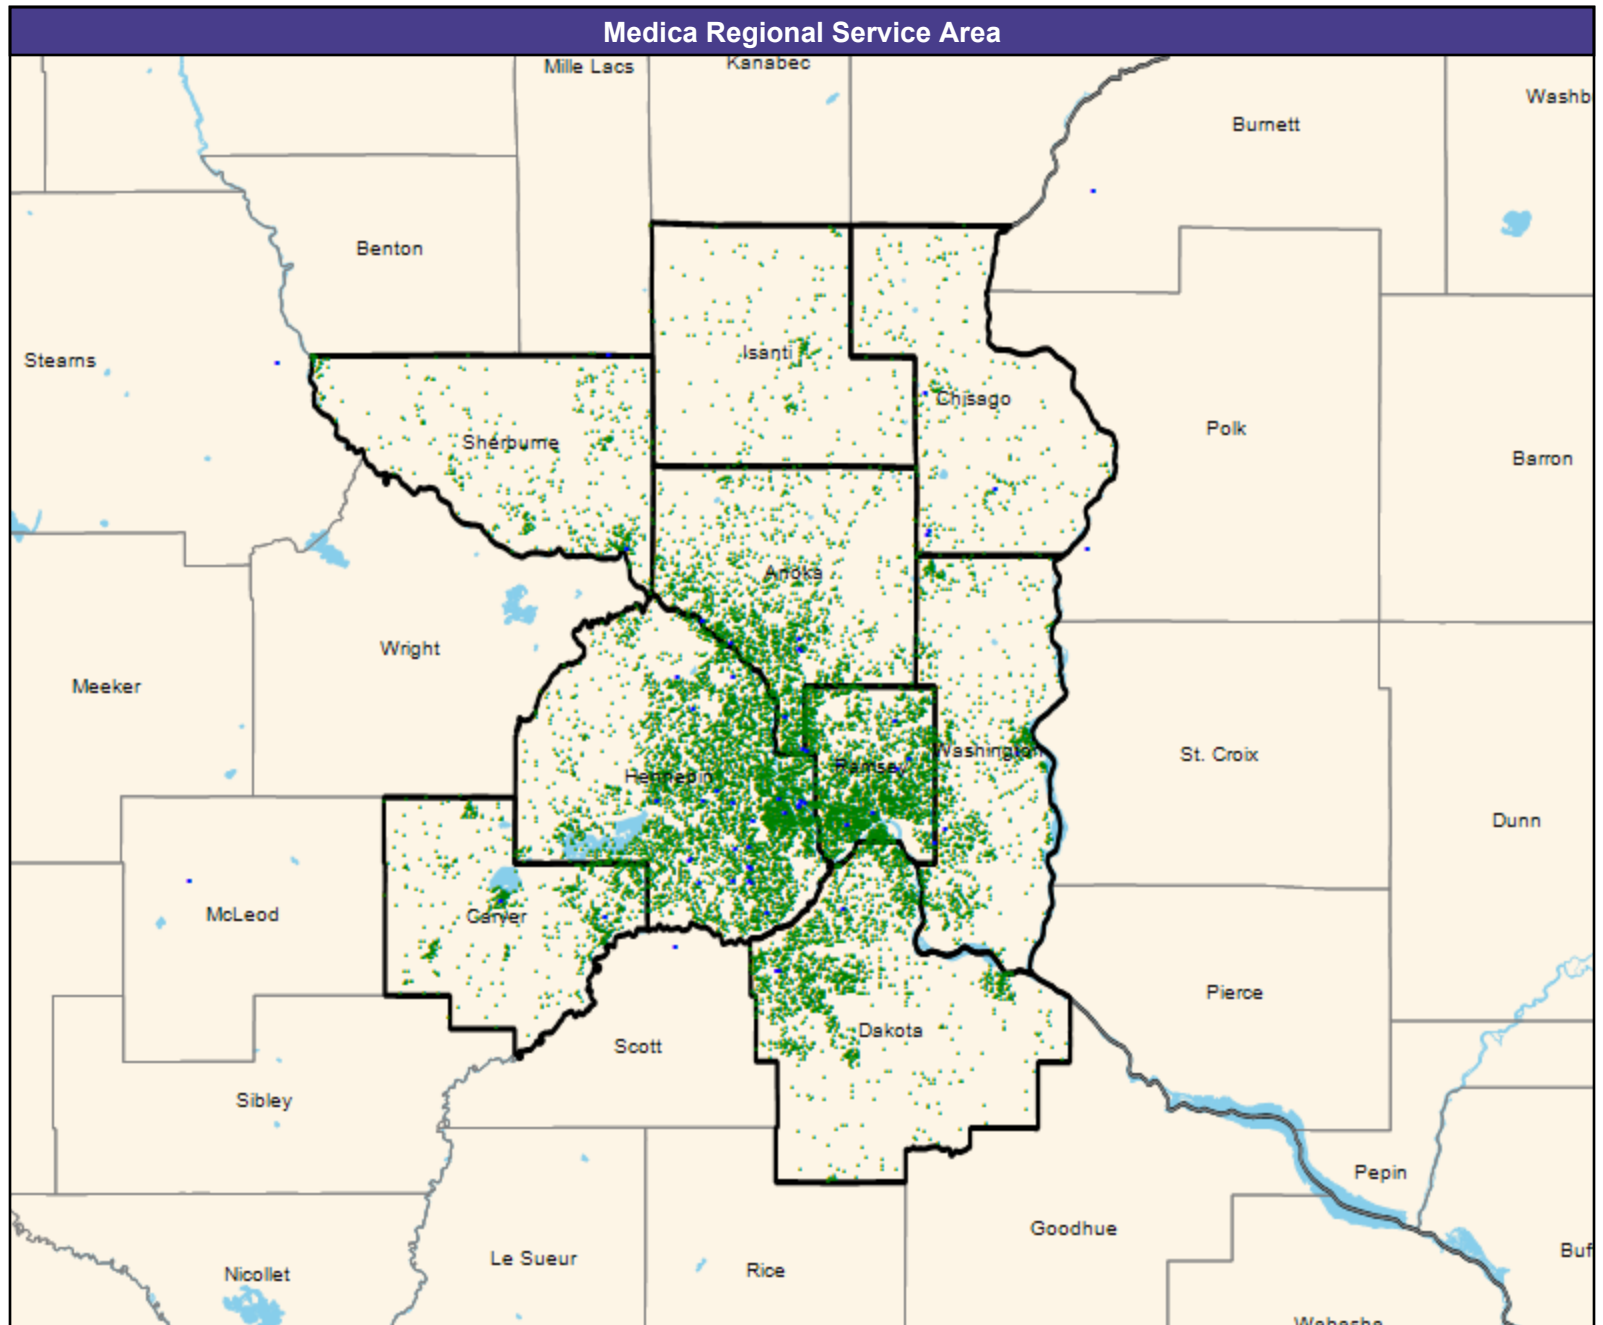 Medica Regional Service Area
Mille Lacs
Kanabec
Washb
Burnett
Benton
Stearns
Isanti
Chisago
Polk
Sherburne
Barron
Anoka
Wright
Meeker
Washington
St. Croix
Ramsey
Hennepin
Dunn
McLeod
Carver
Pierce
Dakota
Scott
Sibley
Pepin
Goodhue
Buf
Le Sueur
Rice
Nicollet
Wabasha